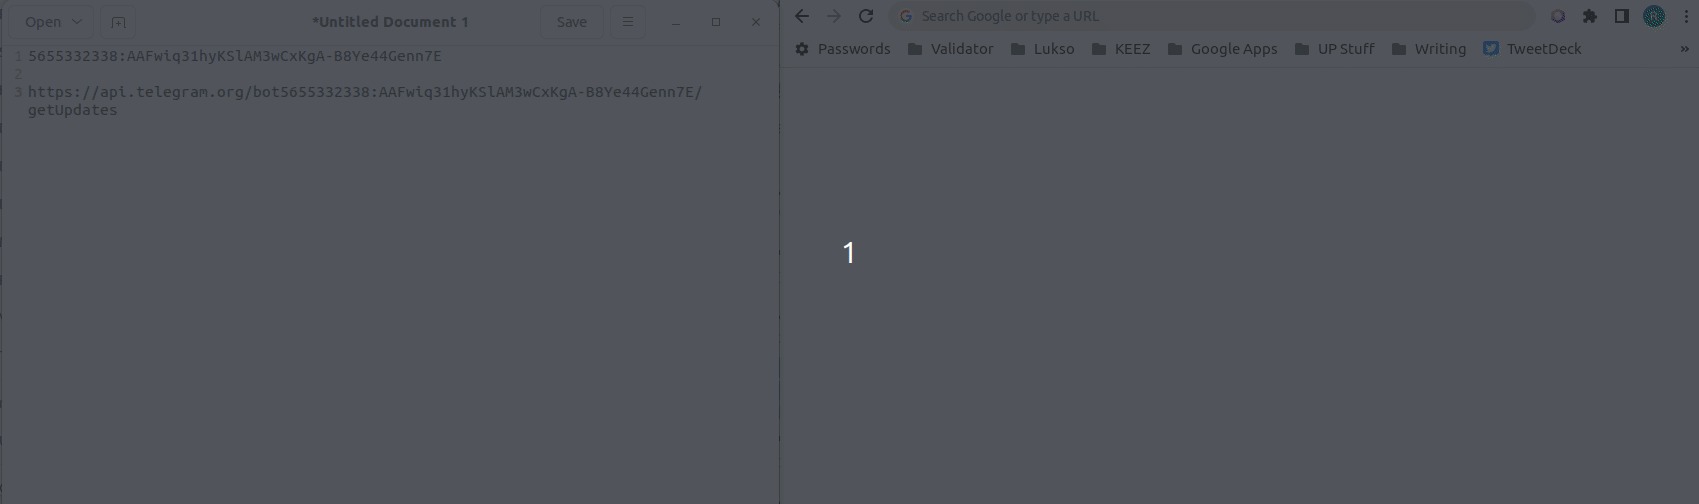 Open
*Untitled Document 1
Save
1 5655332338:AAFwiq31hyKSlAM3wCxKgA-B8Ye44Genn7E
2
3 https://api.telegram.org/bot5655332338:AAFwiq31hyKSlAM3wCxKgA-B8Ye44Genn7E/
getUpdates
Search Google or type a URL
Passwords Validator Lukso KEEZ Google Apps UP Stuff Writing TweetDeck »
1